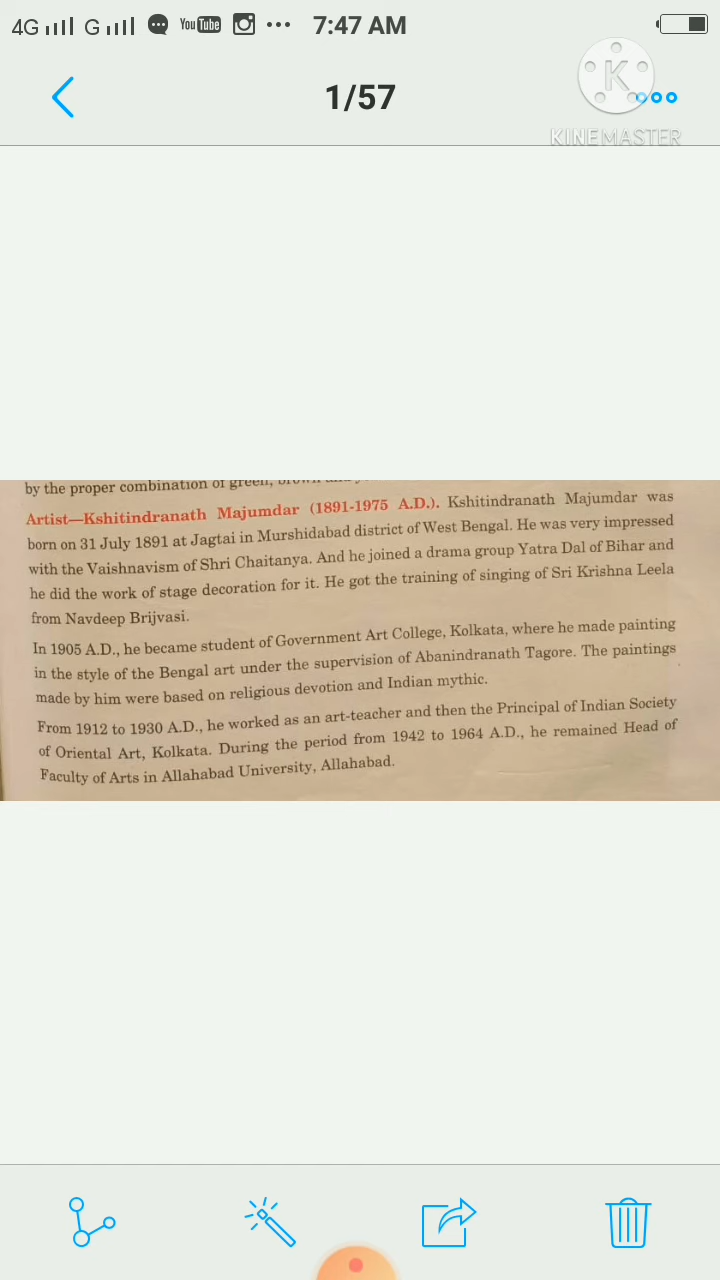 4G G You Tube 7:47 AM
1/57
K
KINEMASTER
by the proper combination of green, brown
Artist—Kshitindranath Majumdar (1891-1975 A.D.). Kshitindranath Majumdar was
born on 31 July 1891 at Jagtai in Murshidabad district of West Bengal. He was very impressed
with the Vaishnavism of Shri Chaitanya. And he joined a drama group Yatra Dal of Bihar and
he did the work of stage decoration for it. He got the training of singing of Sri Krishna Leela
from Navdeep Brijvasi.
In 1905 A.D., he became student of Government Art College, Kolkata, where he made painting
in the style of the Bengal art under the supervision of Abanindranath Tagore. The paintings
made by him were based on religious devotion and Indian mythic.
From 1912 to 1930 A.D., he worked as an art-teacher and then the Principal of Indian Society
of Oriental Art, Kolkata. During the period from 1942 to 1964 A.D., he remained Head of
Faculty of Arts in Allahabad University, Allahabad.